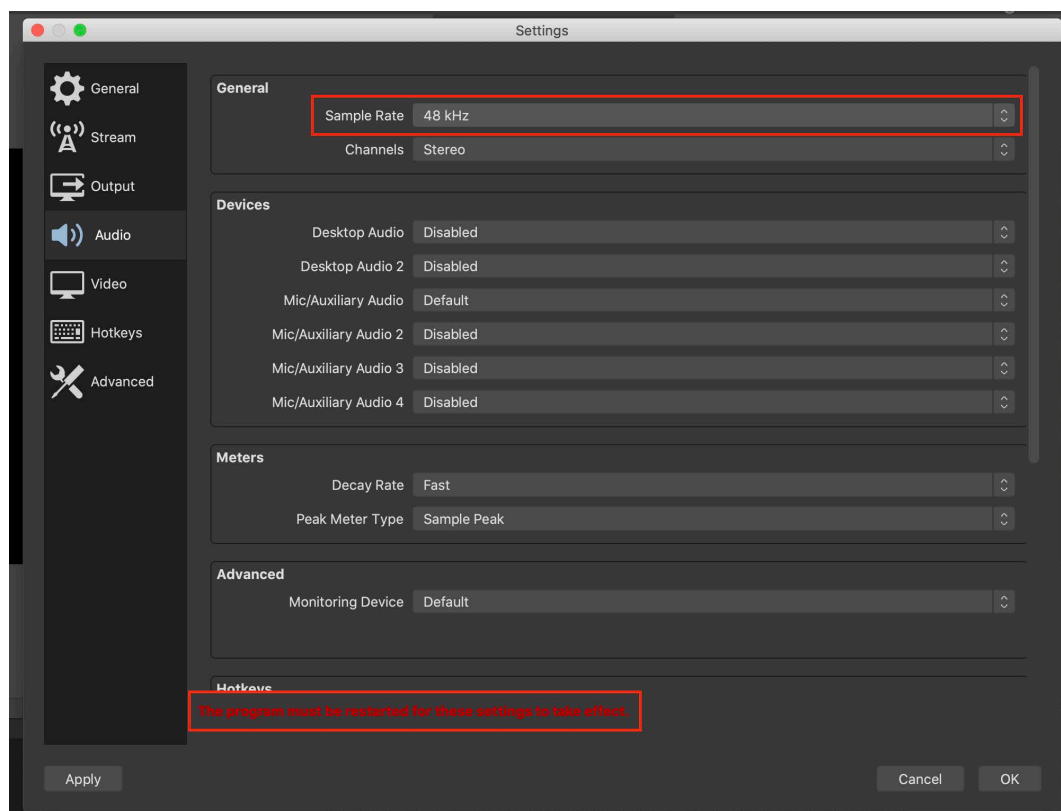 Settings
General
Stream
Output
Audio
Video
Hotkeys
Advanced
General
Sample Rate 48 kHz
Channels Stereo
Devices
Desktop Audio Disabled
Desktop Audio 2 Disabled
Mic/Auxiliary Audio Default
Mic/Auxiliary Audio 2 Disabled
Mic/Auxiliary Audio 3 Disabled
Mic/Auxiliary Audio 4 Disabled
Meters
Decay Rate Fast
Peak Meter Type Sample Peak
Advanced
Monitoring Device Default
Hotkeys
The program must be restarted for these settings to take effect.
Apply
Cancel OK